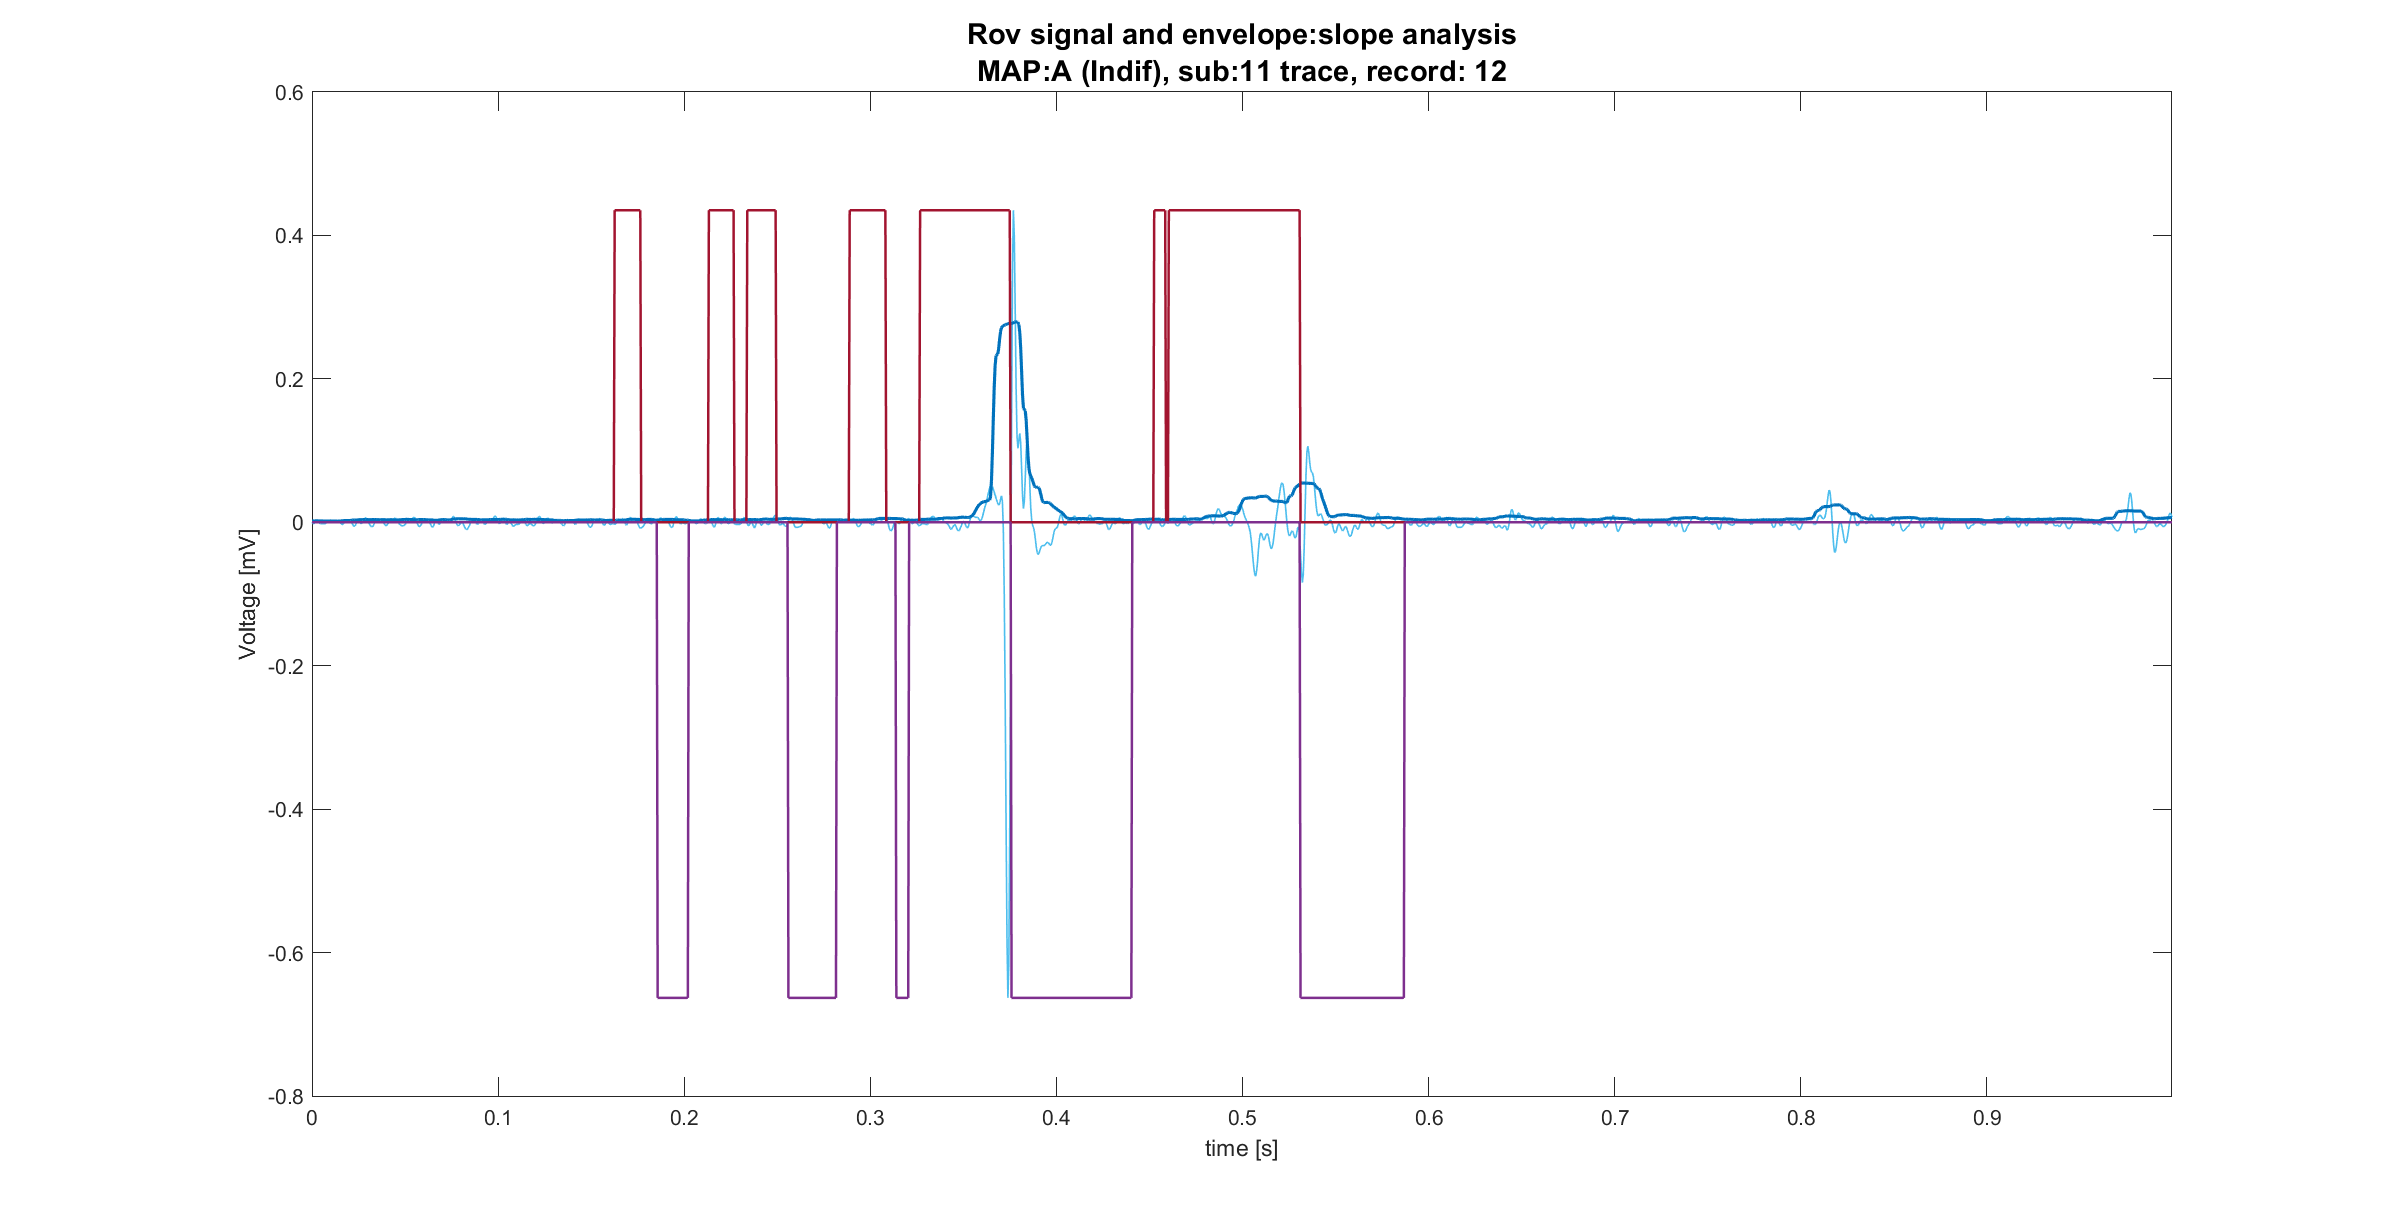 Rov signal and envelope:slope analysis
MAP:A (Indif), sub:11 trace, record: 12
0.6
0.4
0.2
0
-0.2
-0.4
-0.6
-0.8
Voltage [mV]
0 0.1 0.2 0.3 0.4 0.5 0.6 0.7 0.8 0.9
time [s]